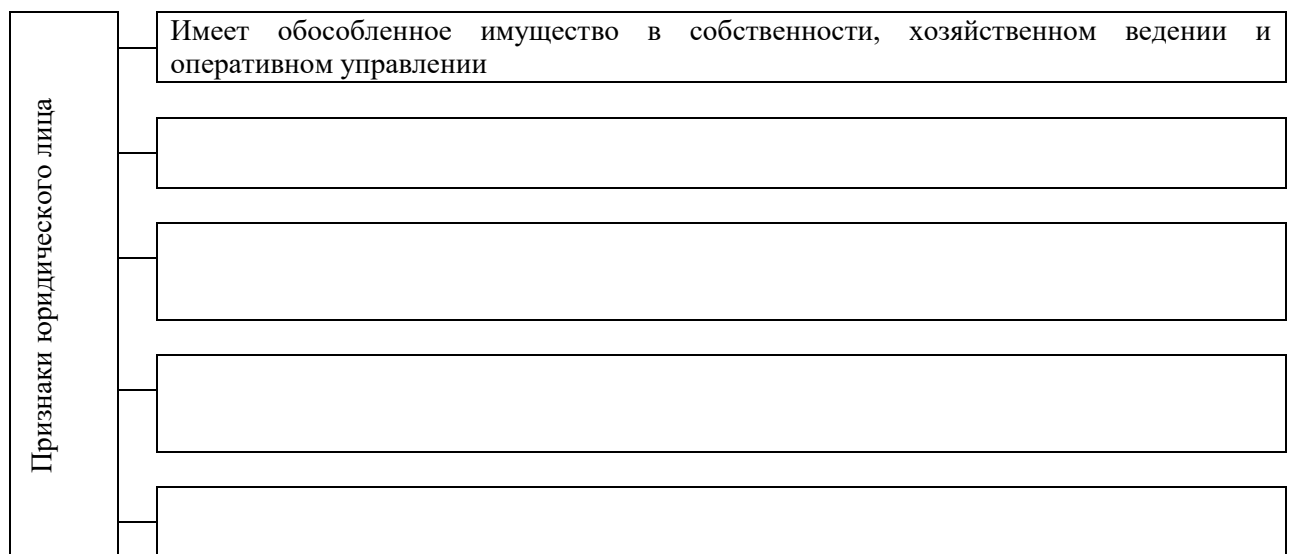 Признаки юридического лица
Имеет обособленное имущество в собственности, хозяйственном ведении и
оперативном управлении